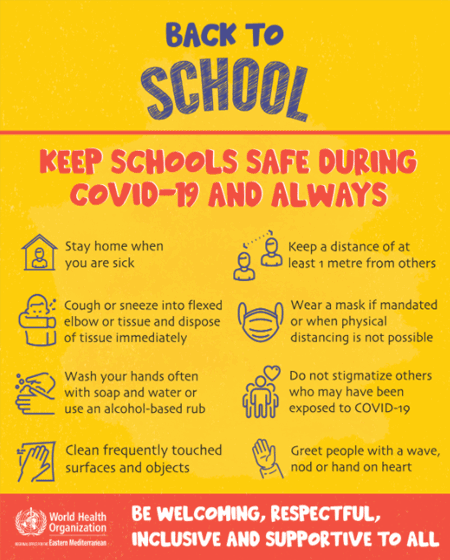 BACK TO
SCHOOL
KEEP SCHOOLS SAFE DURING
COVID-19 AND ALWAYS
Stay home when
you are sick
Keep a distance of at
least 1 metre from others
Cough or sneeze into flexed
elbow or tissue and dispose
of tissue immediately
Wear a mask if mandated
or when physical
distancing is not possible
Wash your hands often
with soap and water or
use an alcohol-based rub
Do not stigmatize others
who may have been
exposed to COVID-19
Clean frequently touched
surfaces and objects
Greet people with a wave,
nod or hand on heart
World Health
Organization
REGIONAL OFFICE FOR THE Eastern Mediterranean
BE WELCOMING, RESPECTFUL,
INCLUSIVE AND SUPPORTIVE TO ALL